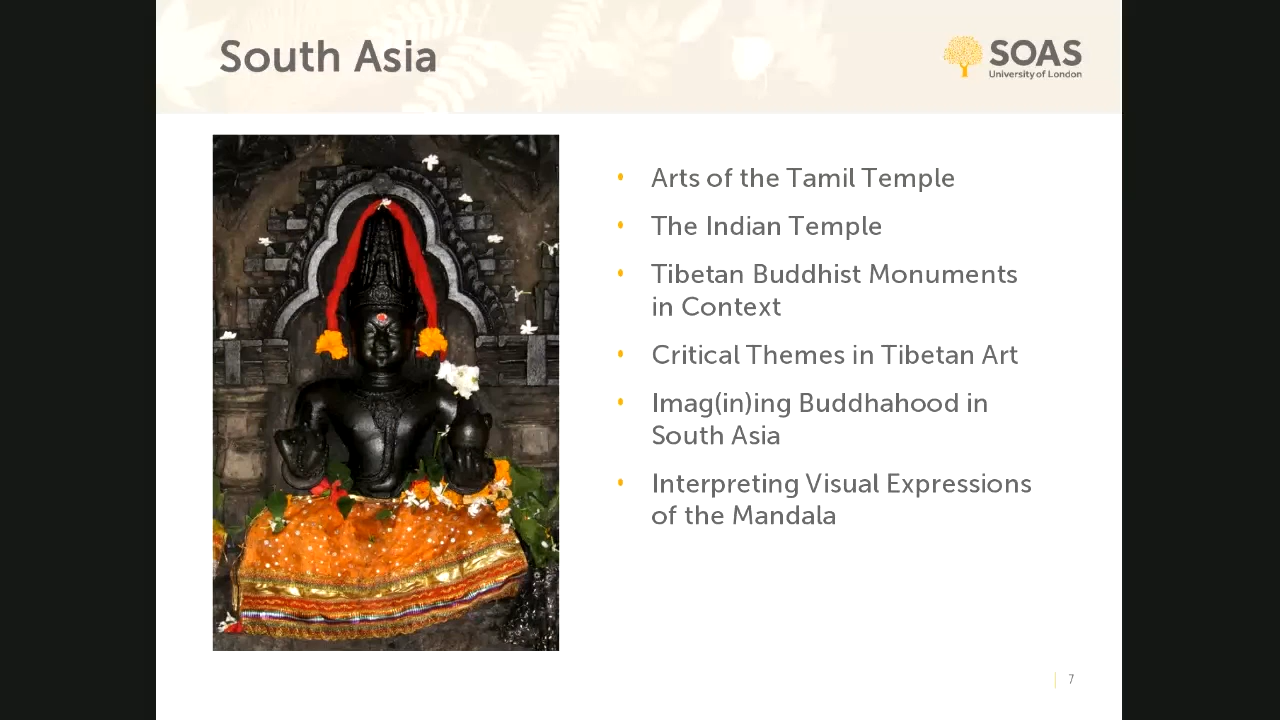 South Asia
SOAS
University of London
• Arts of the Tamil Temple
• The Indian Temple
• Tibetan Buddhist Monuments
in Context
• Critical Themes in Tibetan Art
• Imag(in)ing Buddhahood in
South Asia
• Interpreting Visual Expressions
of the Mandala
7